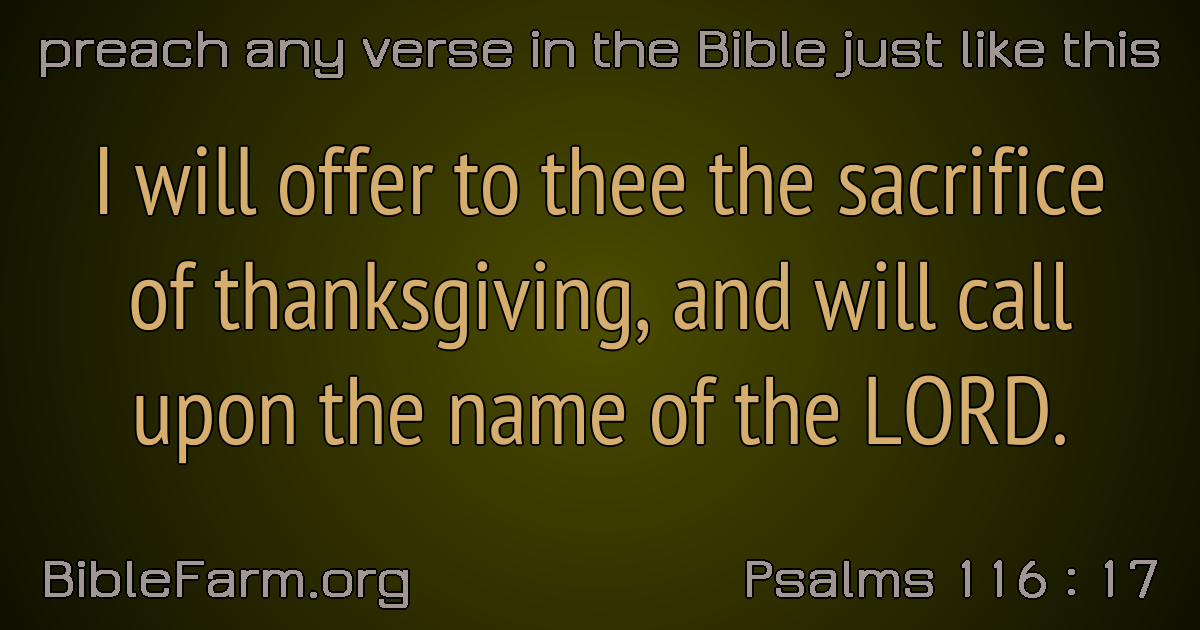 preach any verse in the Bible just like this
I will offer to thee the sacrifice
of thanksgiving, and will call
upon the name of the LORD.
BibleFarm.org
Psalms 116 : 17